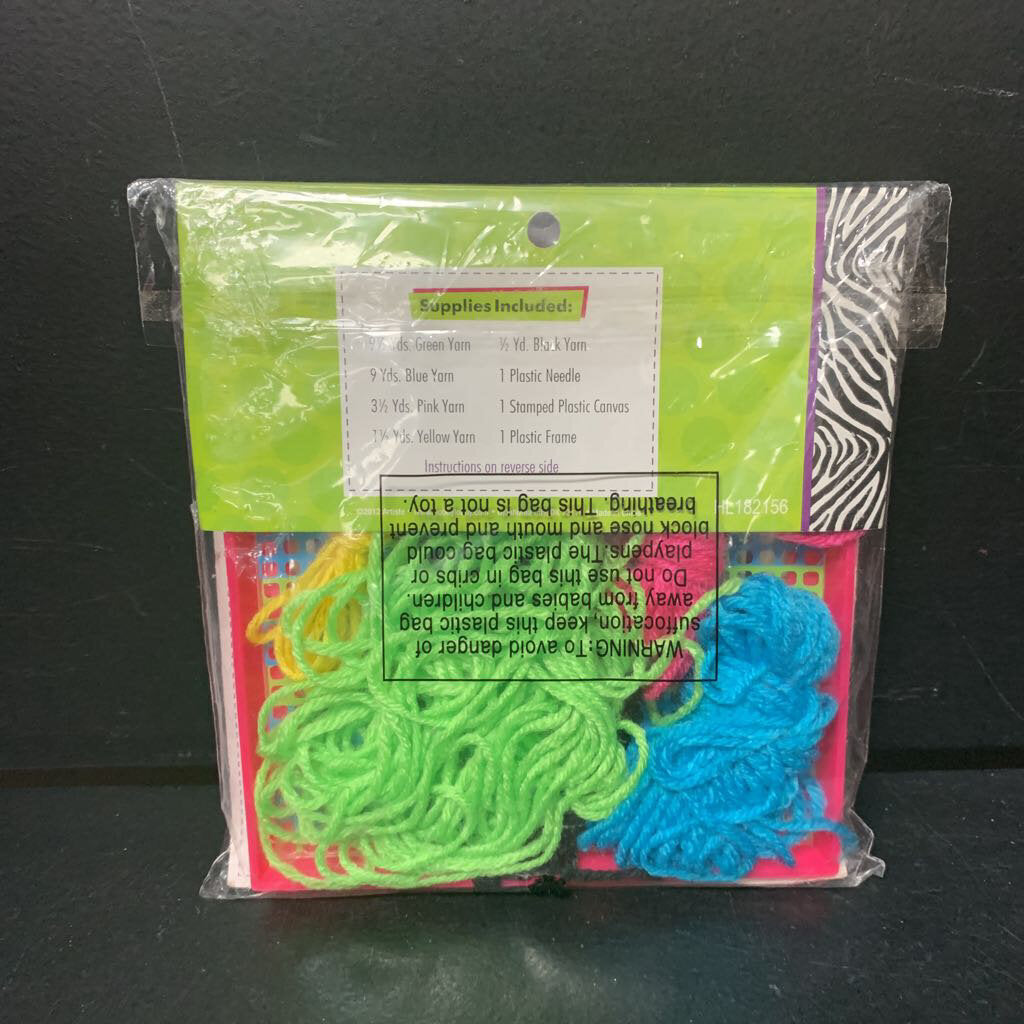 Supplies Included:
Yds. Green Yarn
½ Yd. Black Yarn
9 Yds. Blue Yarn
1 Plastic Needle
3½ Yds. Pink Yarn
1 Stamped Plastic Canvas
1½ Yds. Yellow Yarn
1 Plastic Frame
Instructions on reverse side
©2012 Artiste
HL182156
WARNING:To avoid danger of
suffocation, keep this plastic bag
away from babies and children.
Do not use this bag in cribs or
playpens.The plastic bag could
block nose and mouth and prevent
breathing. This bag is not a toy.